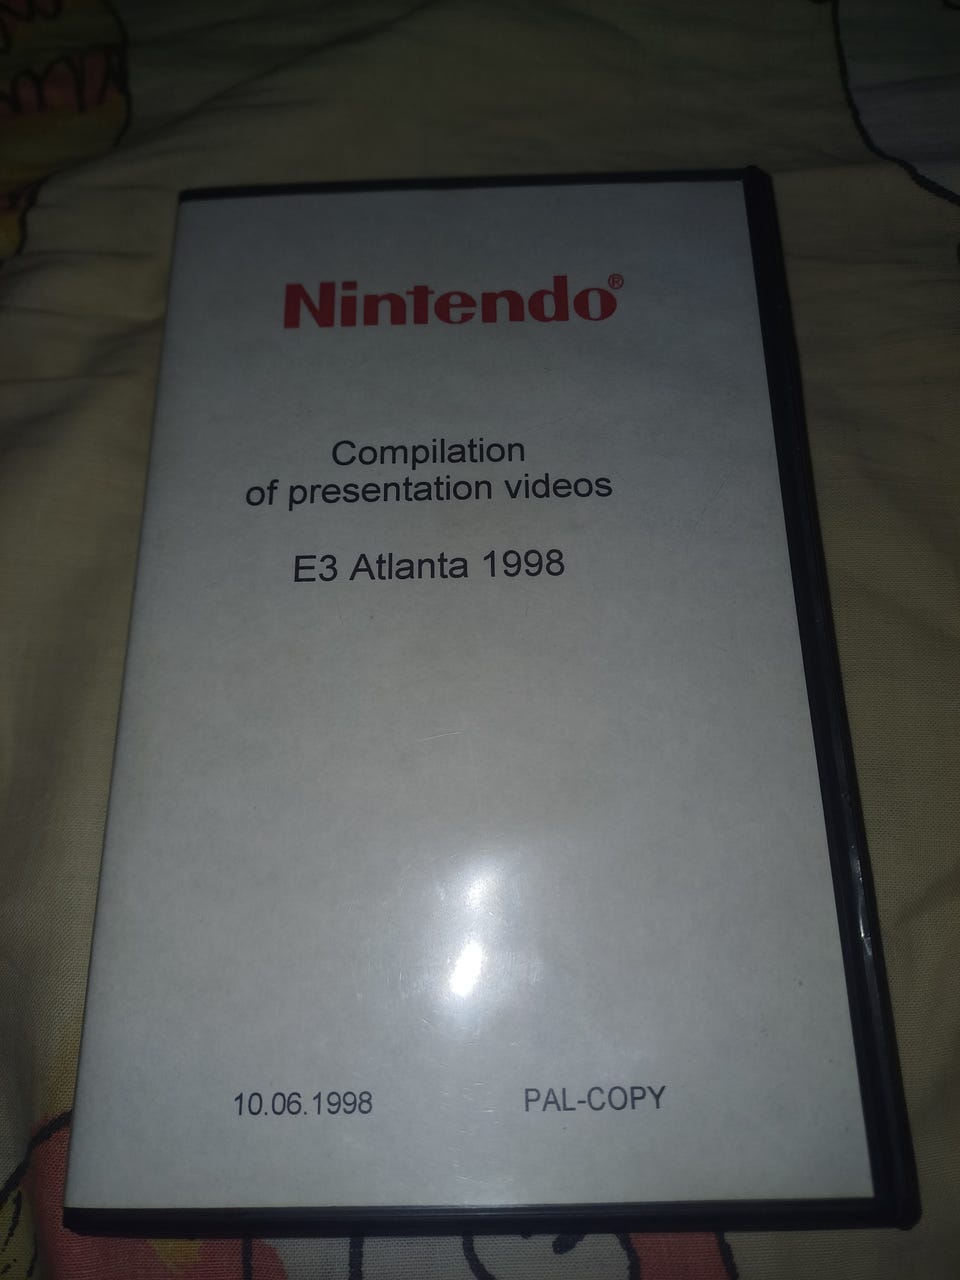 Nintendo®
Compilation
of presentation videos
E3 Atlanta 1998
10.06.1998 PAL-COPY